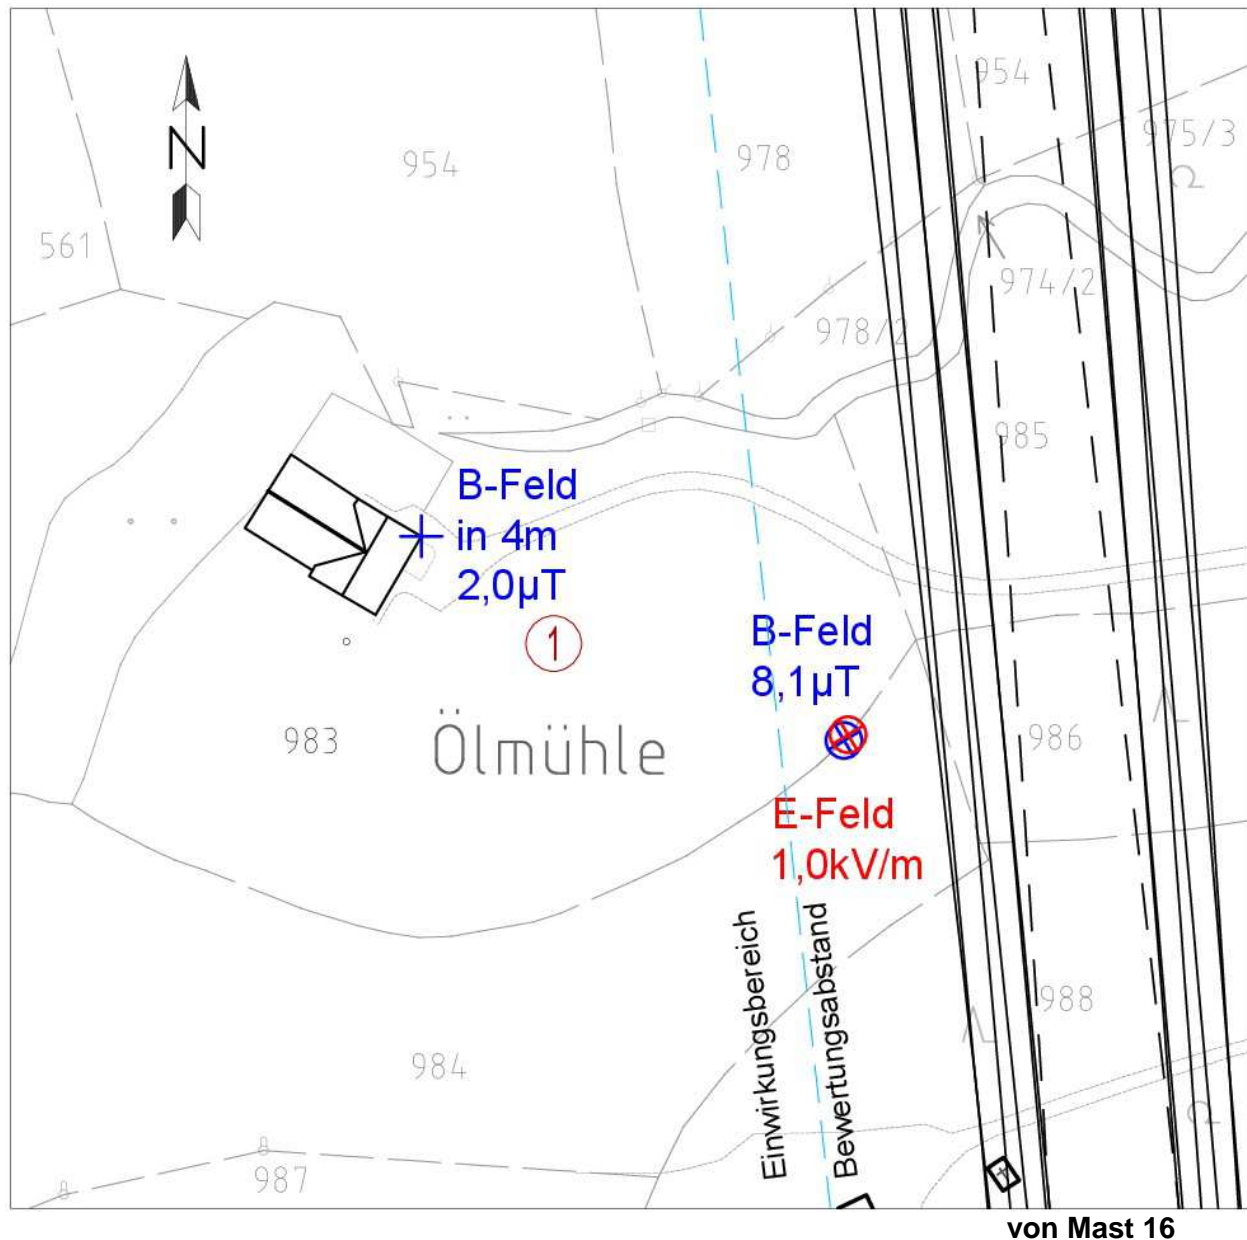 954
975/3
N
954
978
561
974/2
978/2
985
B-Feld
in 4m
2,0µT
1
B-Feld
8,1µT
983
Ölmühle
986
E-Feld
1,0kV/m
Einwirkungsbereich
Bewertungsabstand
988
984
987
von Mast 16